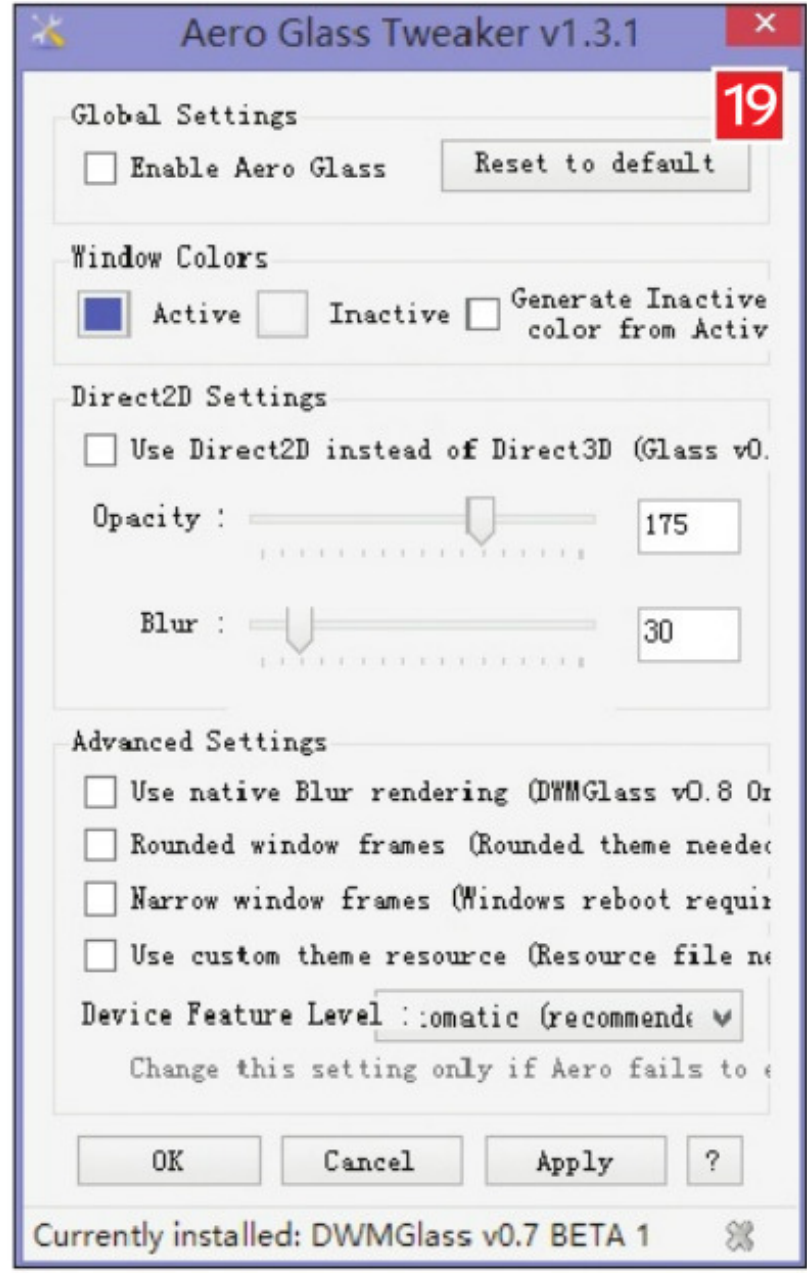 Aero Glass Tweaker v1.3.1
19
Global Settings
Enable Aero Glass
Reset to default
Window Colors
Active
Inactive
Generate Inactive
color from Activ
Direct2D Settings
Use Direct2D instead of Direct3D (Glass v0.
Opacity :
175
Blur :
30
Advanced Settings
Use native Blur rendering (DWMGlass v0.8 Or
Rounded window frames (Rounded theme needed
Narrow window frames (Windows reboot requir
Use custom theme resource (Resource file ne
Device Feature Level : omatic (recommende
Change this setting only if Aero fails to e
OK
Cancel
Apply
?
Currently installed: DWMGlass v0.7 BETA 1